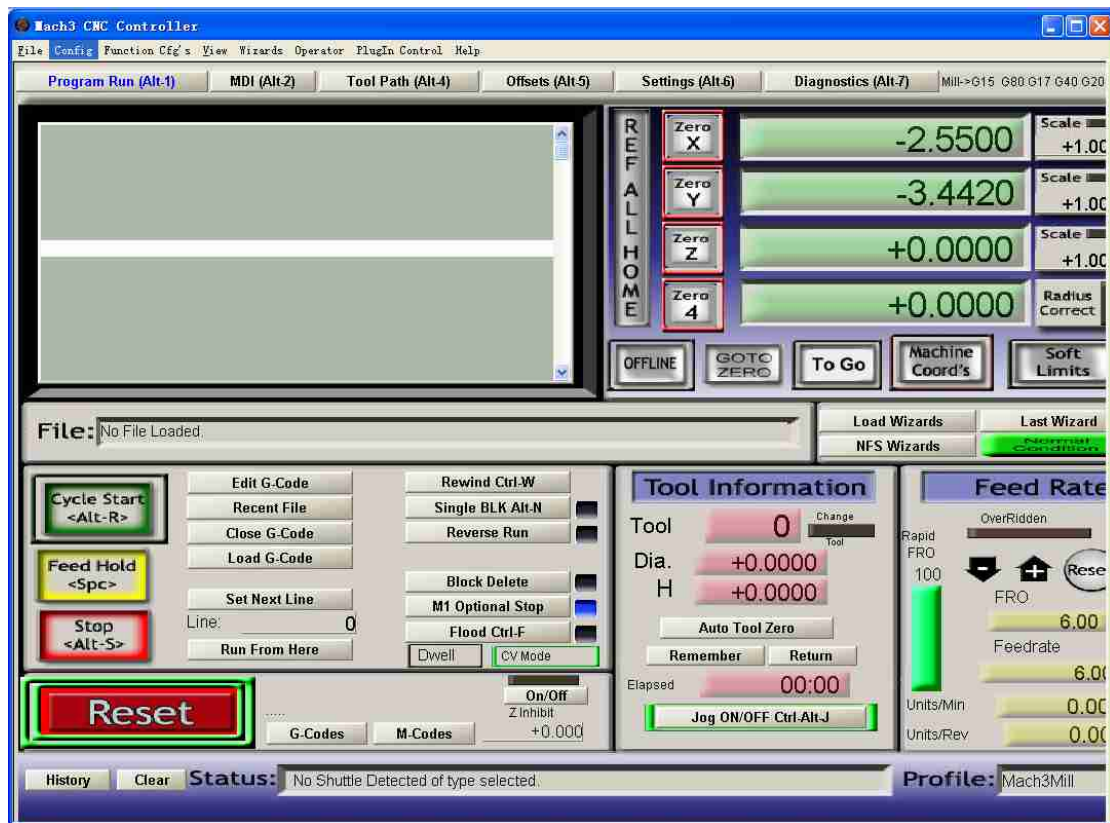 Mach3 CNC Controller
File Config Function Cfg's View Wizards Operator PlugIn Control Help
Program Run (Alt-1) MDI (Alt-2) Tool Path (Alt-4) Offsets (Alt-5) Settings (Alt-6) Diagnostics (Alt-7) Mill->G15 G80 G17 G40 G20
REF ALL HOME
Zero X -2.5500 Scale +1.00
Zero Y -3.4420 Scale +1.00
Zero Z +0.0000 Scale +1.00
Zero 4 +0.0000 Radius Correct
OFFLINE GOTO ZERO To Go Machine Coord's Soft Limits
File: No File Loaded.
Load Wizards Last Wizard
NFS Wizards Normal Condition
Cycle Start <Alt-R>
Feed Hold <Spc>
Stop <Alt-S>
Edit G-Code
Recent File
Close G-Code
Load G-Code
Set Next Line
Line: 0
Run From Here
Rewind Ctrl-W
Single BLK Alt-N
Reverse Run
Block Delete
M1 Optional Stop
Flood Ctrl-F
Dwell CV Mode
Reset
.....
G-Codes M-Codes
On/Off
Z Inhibit
+0.000
Tool Information
Tool 0 Change Tool
Dia. +0.0000
H +0.0000
Auto Tool Zero
Remember Return
Elapsed 00:00
Jog ON/OFF Ctrl-Alt-J
Feed Rate
OverRidden
Rapid FRO
100
Rese
FRO
6.00
Feedrate
6.00
Units/Min 0.00
Units/Rev 0.00
History Clear Status: No Shuttle Detected of type selected. Profile: Mach3Mill